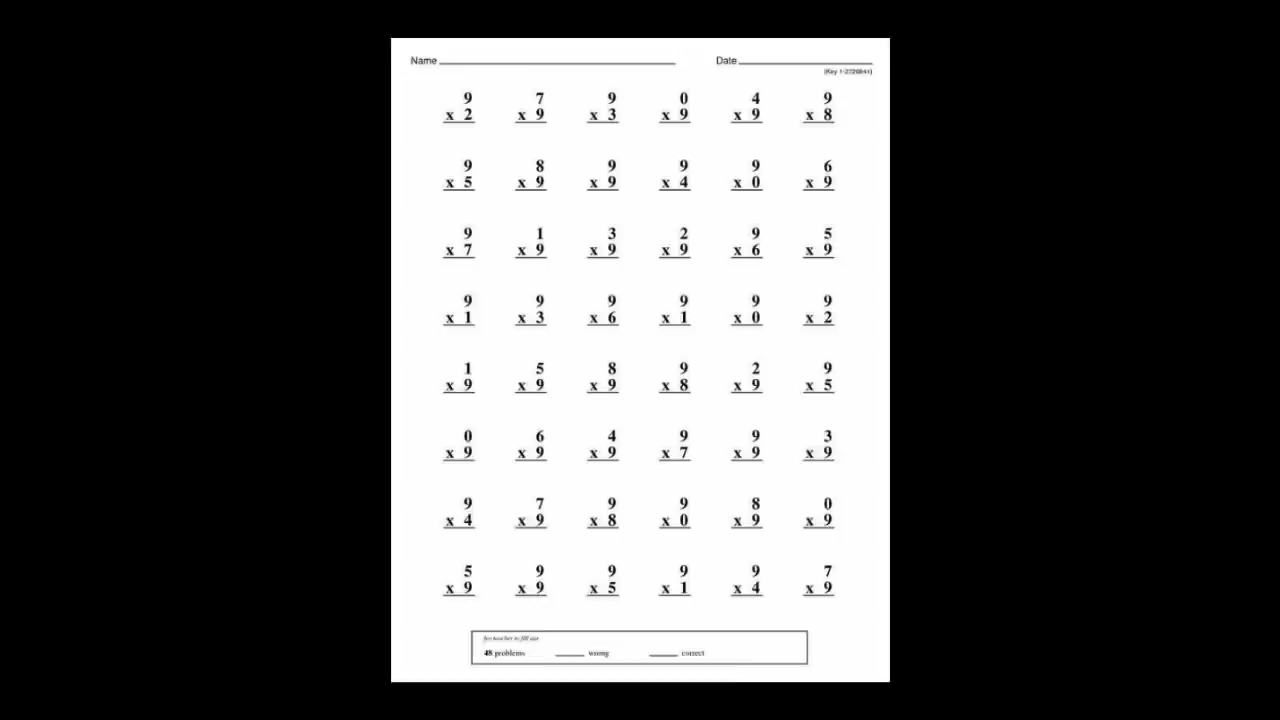 Name Date
9 7 9 0 4 9
x 2 x 9 x 3 x 9 x 9 x 8
9 8 9 9 9 6
x 5 x 9 x 9 x 4 x 0 x 9
9 1 3 2 9 5
x 7 x 9 x 9 x 9 x 6 x 9
9 9 9 9 9 9
x 1 x 3 x 6 x 1 x 0 x 2
1 5 8 9 2 9
x 9 x 9 x 9 x 8 x 9 x 5
0 6 4 9 9 3
x 9 x 9 x 9 x 7 x 9 x 9
9 7 9 9 8 0
x 4 x 9 x 8 x 0 x 9 x 9
5 9 9 9 9 7
x 9 x 9 x 5 x 1 x 4 x 9
for teacher to fill out
48 problems wrong correct